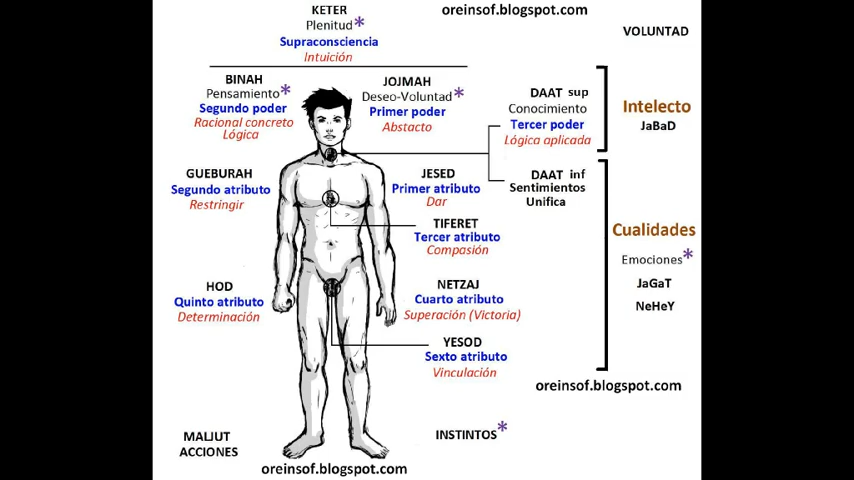 oreinsof.blogspot.com
KETER
Plenitud*
Supraconsciencia
Intuición
VOLUNTAD
BINAH
Pensamiento*
Segundo poder
Racional concreto
Lógica
JOJMAH
Deseo-Voluntad*
Primer poder
Abstacto
DAAT sup
Conocimiento
Tercer poder
Lógica aplicada
Intelecto
JaBaD
GUEBURAH
Segundo atributo
Restringir
JESED
Primer atributo
Dar
DAAT inf
Sentimientos
Unifica
TIFERET
Tercer atributo
Compasión
Cualidades
Emociones*
JaGaT
NeHeY
HOD
Quinto atributo
Determinación
NETZAJ
Cuarto atributo
Superación (Victoria)
YESOD
Sexto atributo
Vinculación
oreinsof.blogspot.com
MALJUT
ACCIONES
INSTINTOS*
oreinsof.blogspot.com